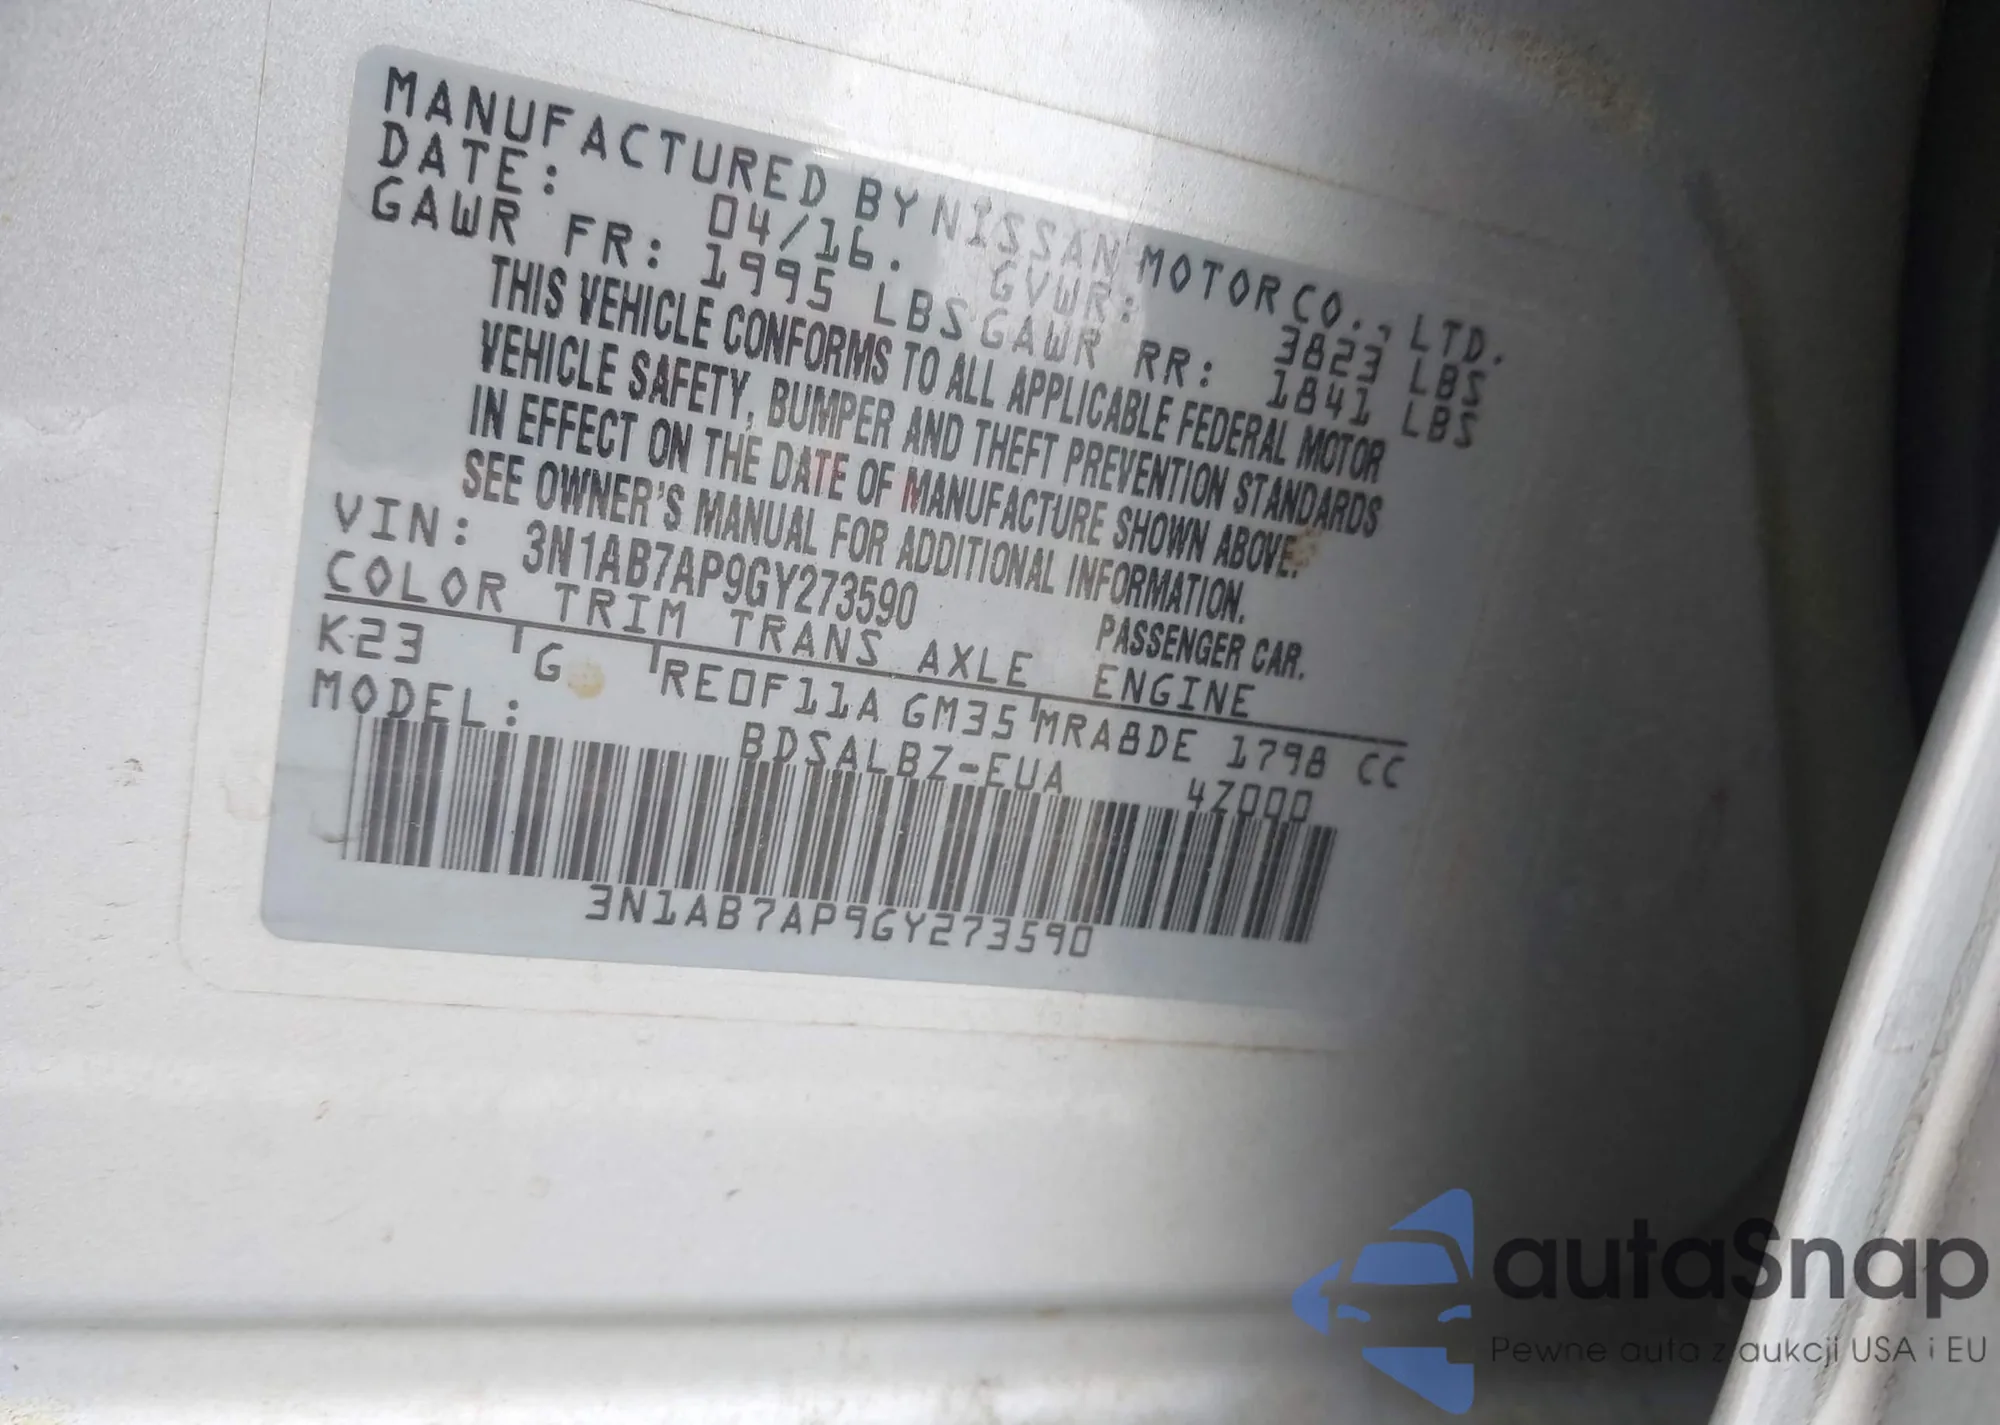 MANUFACTURED BY NISSAN MOTOR CO., LTD.
DATE: 04/16. GVWR: 3823 LBS
GAWR FR: 1995 LBS GAWR RR: 1841 LBS
THIS VEHICLE CONFORMS TO ALL APPLICABLE FEDERAL MOTOR
VEHICLE SAFETY, BUMPER AND THEFT PREVENTION STANDARDS
IN EFFECT ON THE DATE OF MANUFACTURE SHOWN ABOVE.
SEE OWNER'S MANUAL FOR ADDITIONAL INFORMATION.
VIN: 3N1AB7AP9GY273590 PASSENGER CAR.
COLOR TRIM TRANS AXLE ENGINE
K23 G RE0F11A GM35 MRA8DE 1798 CC
MODEL: BDSALBZ-EUA 4Z000
3N1AB7AP9GY273590
autaSnap
Pewne auta z aukcji USA i EU